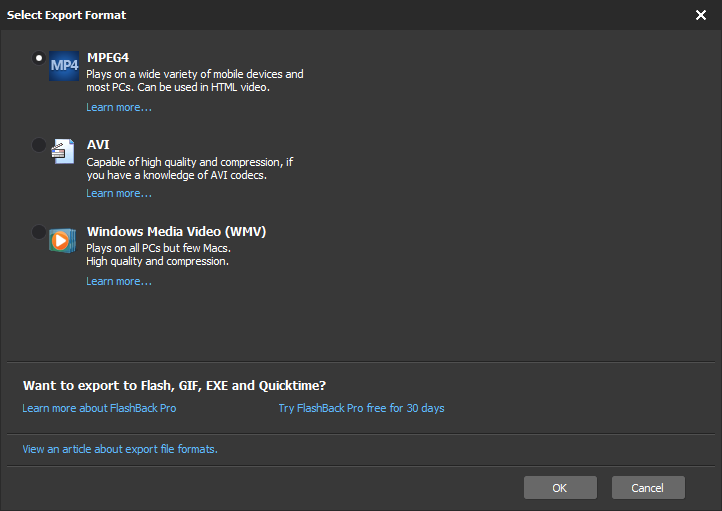 Select Export Format
MP4
MPEG4
Plays on a wide variety of mobile devices and
most PCs. Can be used in HTML video.
Learn more...
AVI
Capable of high quality and compression, if
you have a knowledge of AVI codecs.
Learn more...
Windows Media Video (WMV)
Plays on all PCs but few Macs.
High quality and compression.
Learn more...
Want to export to Flash, GIF, EXE and Quicktime?
Learn more about FlashBack Pro
Try FlashBack Pro free for 30 days
View an article about export file formats.
OK
Cancel